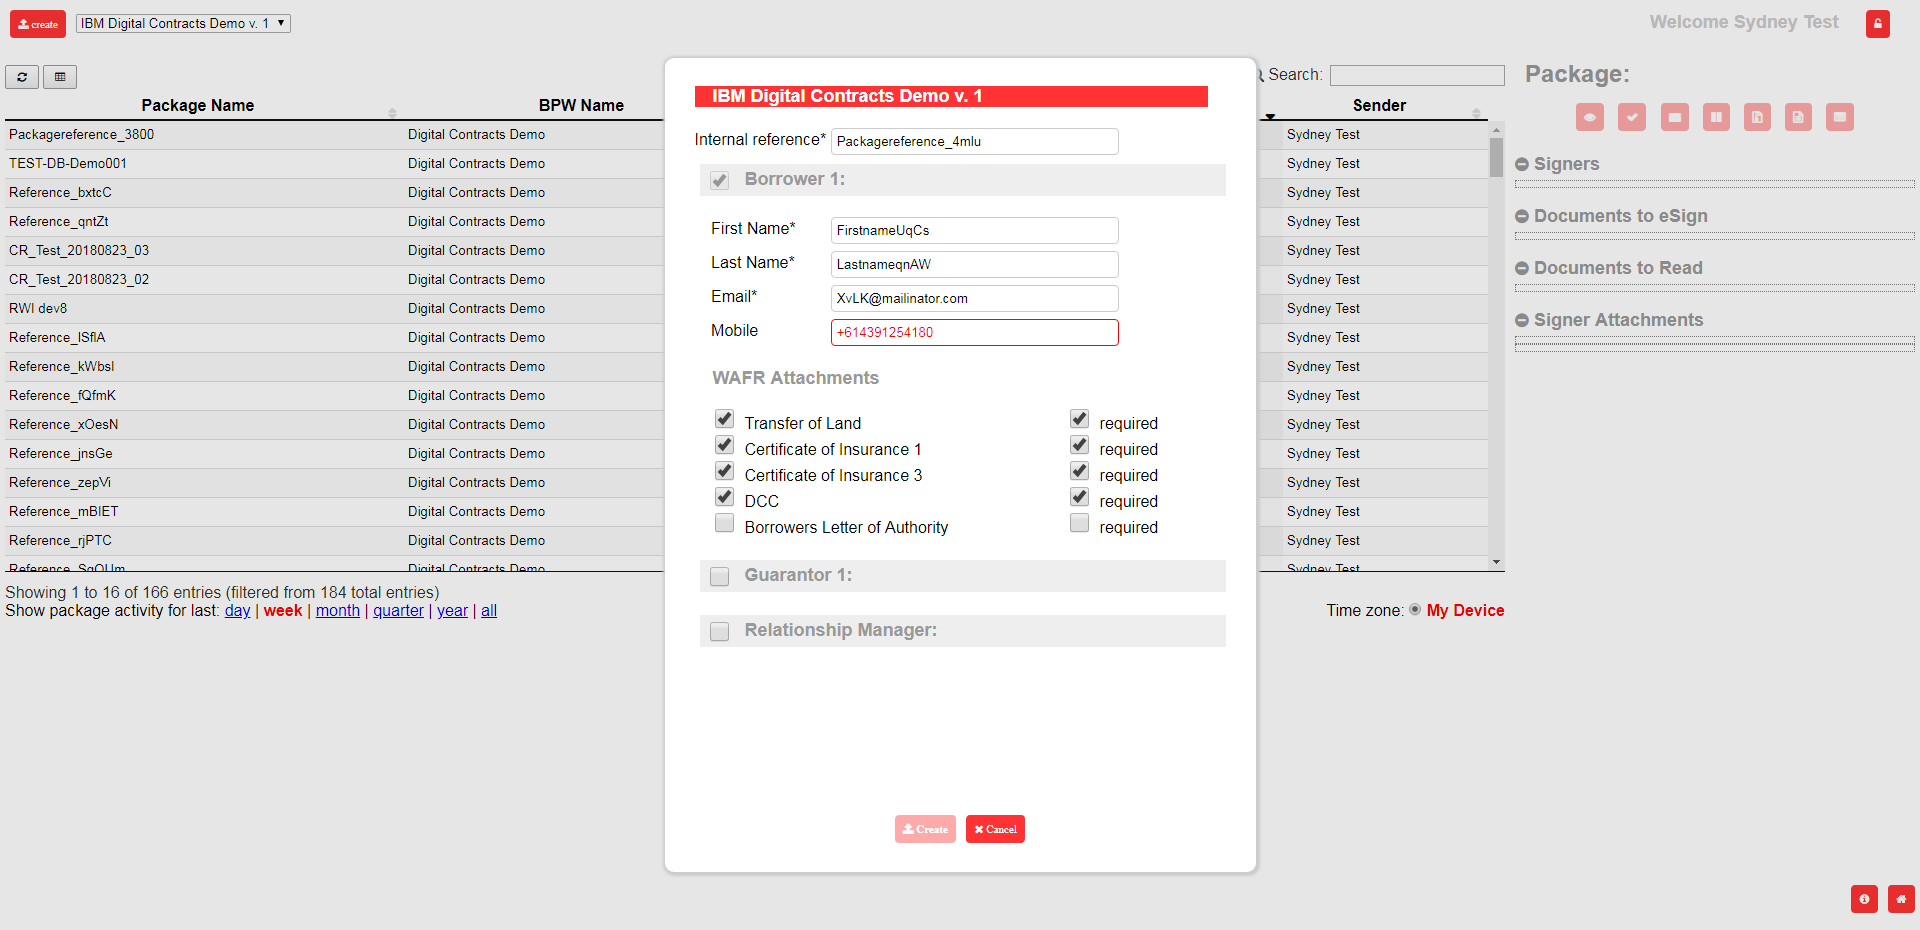 create IBM Digital Contracts Demo v. 1 Welcome Sydney Test
Search:
Package:
Package Name BPW Name Sender
Packagereference_3800 Digital Contracts Demo Sydney Test
TEST-DB-Demo001 Digital Contracts Demo Sydney Test
Reference_bxtcC Digital Contracts Demo Sydney Test
Reference_qntZt Digital Contracts Demo Sydney Test
CR_Test_20180823_03 Digital Contracts Demo Sydney Test
CR_Test_20180823_02 Digital Contracts Demo Sydney Test
RWI dev8 Digital Contracts Demo Sydney Test
Reference_lSflA Digital Contracts Demo Sydney Test
Reference_kWbsl Digital Contracts Demo Sydney Test
Reference_fQfmK Digital Contracts Demo Sydney Test
Reference_xOesN Digital Contracts Demo Sydney Test
Reference_jnsGe Digital Contracts Demo Sydney Test
Reference_zepVi Digital Contracts Demo Sydney Test
Reference_mBIET Digital Contracts Demo Sydney Test
Reference_rjPTC Digital Contracts Demo Sydney Test
Digital Contracts Demo Sydney Test
Showing 1 to 16 of 166 entries (filtered from 184 total entries)
Show package activity for last: day | week | month | quarter | year | all
Time zone: My Device
IBM Digital Contracts Demo v. 1
Internal reference* Packagereference_4mlu
Borrower 1:
First Name* FirstnameUqCs
Last Name* LastnameqnAW
Email* XvLK@mailinator.com
Mobile +614391254180
WAFR Attachments
Transfer of Land required
Certificate of Insurance 1 required
Certificate of Insurance 3 required
DCC required
Borrowers Letter of Authority required
Guarantor 1:
Relationship Manager:
Create Cancel
Signers
Documents to eSign
Documents to Read
Signer Attachments